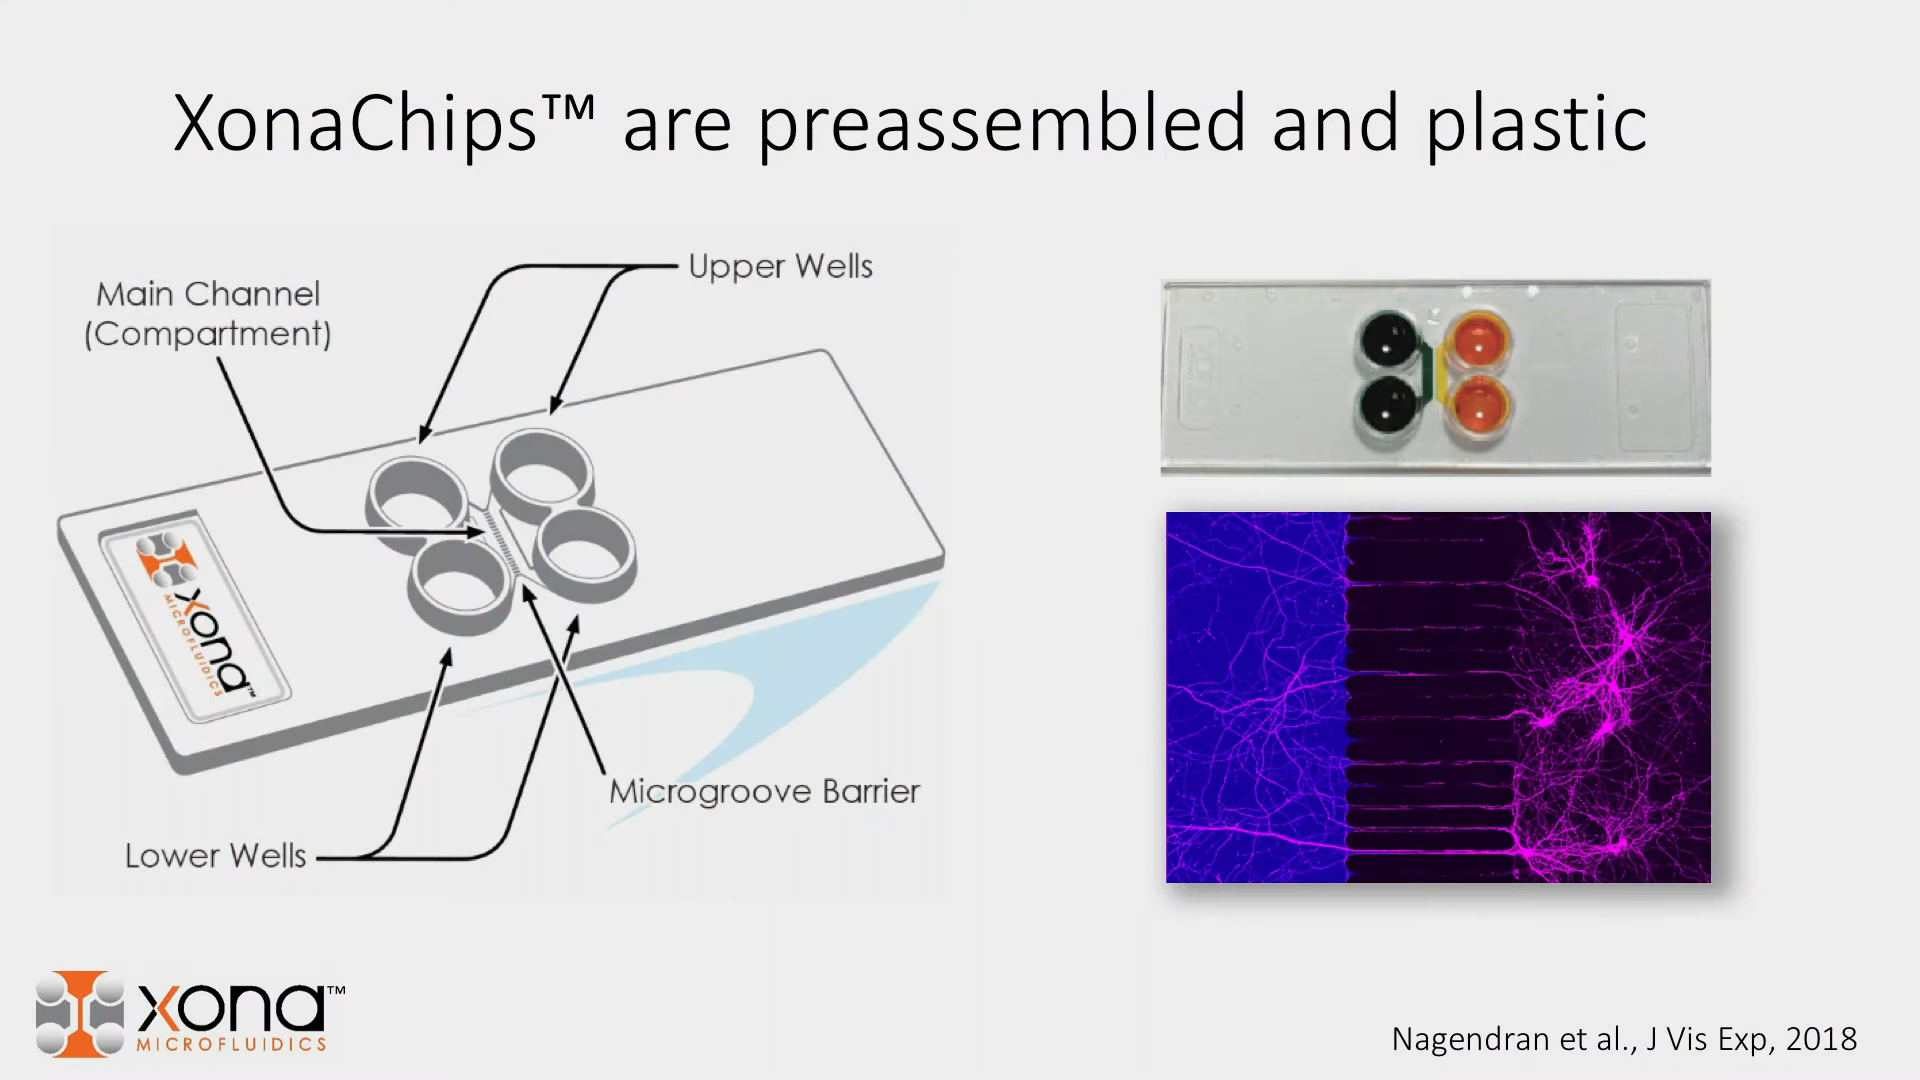 XonaChips™ are preassembled and plastic
Upper Wells
Main Channel
(Compartment)
xona™
MICROFLUIDICS
Microgroove Barrier
Lower Wells
xona™
MICROFLUIDICS
Nagendran et al., J Vis Exp, 2018